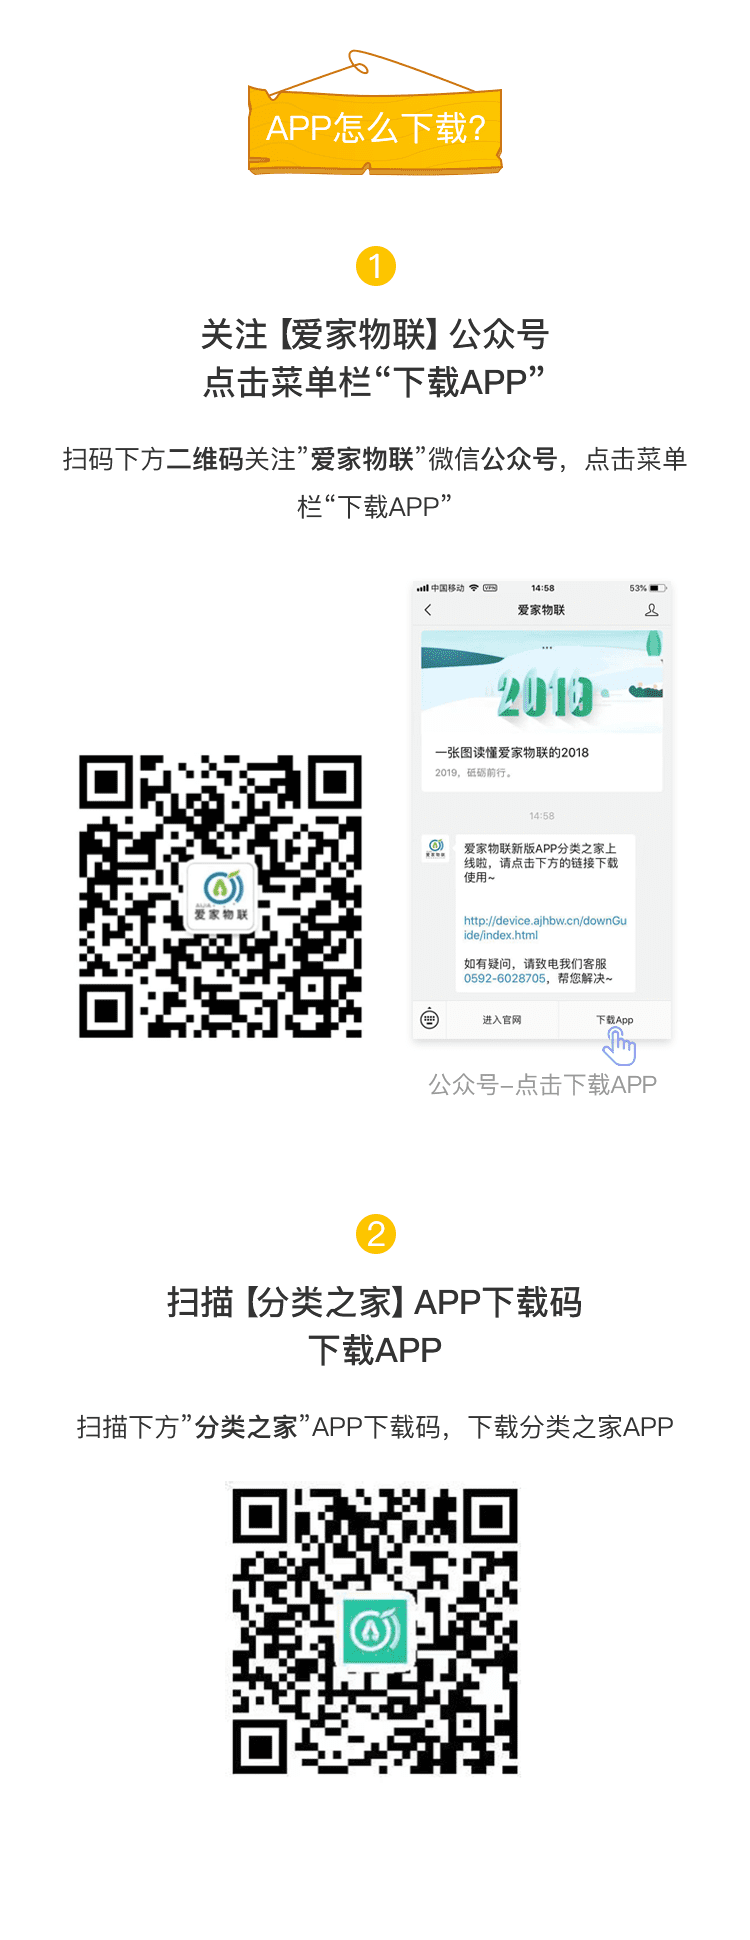 APP怎么下载?
1
关注【爱家物联】公众号
点击菜单栏“下载APP”
扫码下方二维码关注”爱家物联”微信公众号，点击菜单
栏“下载APP”
中国移动 VPN 14:58 53%
爱家物联
2019
一张图读懂爱家物联的2018
2019，砥砺前行。
14:58
爱家物联
爱家物联新版APP分类之家上
线啦，请点击下方的链接下载
使用~
http://device.ajhbw.cn/downGu
ide/index.html
如有疑问，请致电我们客服
0592-6028705，帮您解决~
进入官网 下载App
AIJIA
爱家物联
公众号-点击下载APP
2
扫描【分类之家】APP下载码
下载APP
扫描下方”分类之家”APP下载码，下载分类之家APP